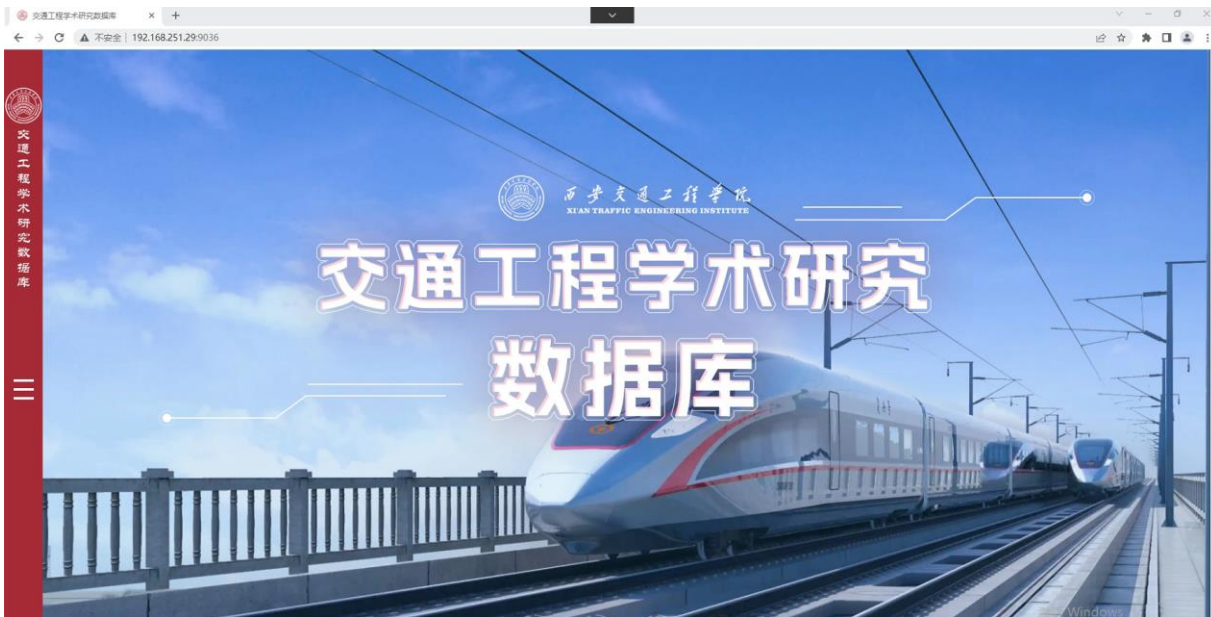 交通工程学术研究数据库
不安全 | 192.168.251.29:9036
交通工程学术研究数据库
西安交通工程学院
XI'AN TRAFFIC ENGINEERING INSTITUTE
交通工程学术研究
数据库
Windows